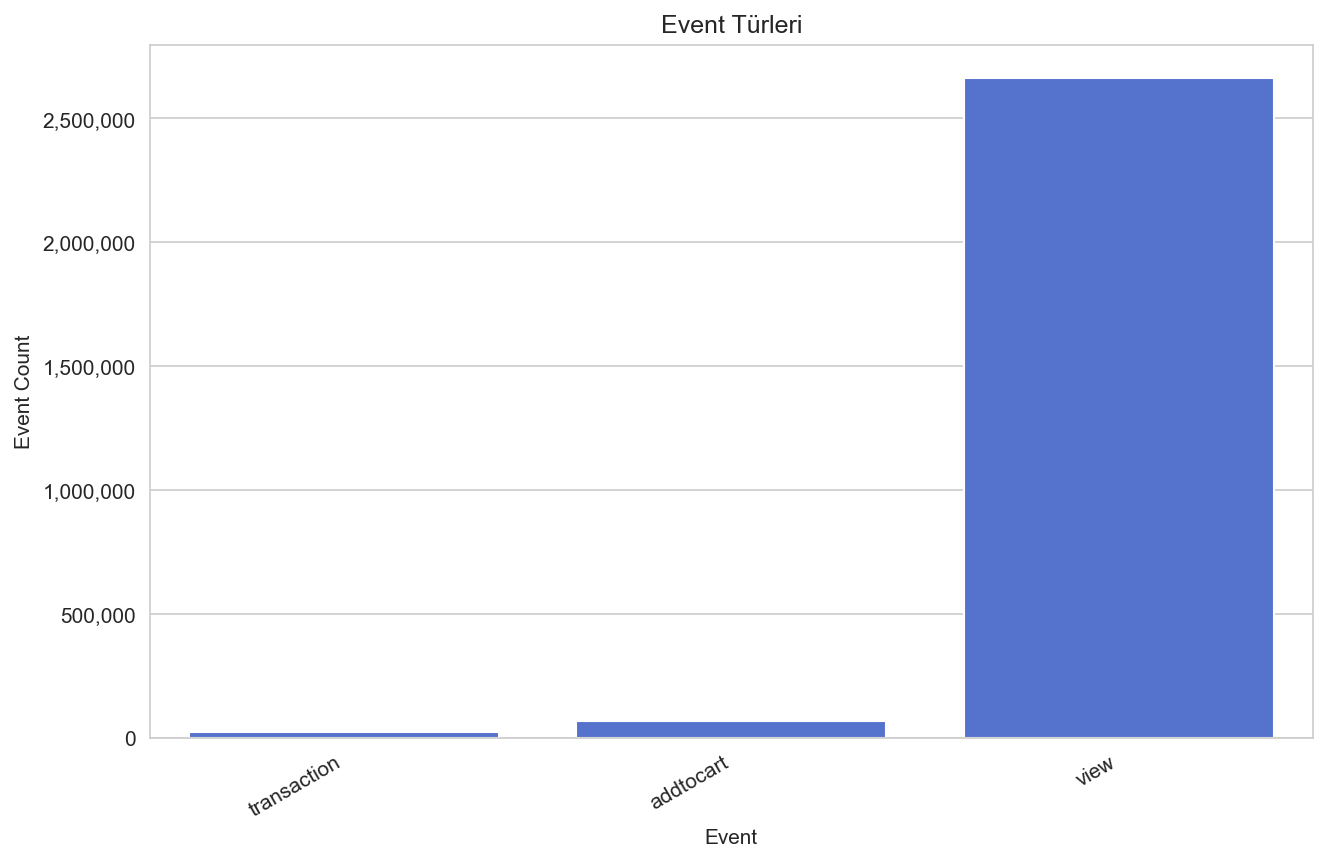 Event Türleri
2,500,000
2,000,000
1,500,000
1,000,000
500,000
0
Event Count
transaction
addtocart
view
Event